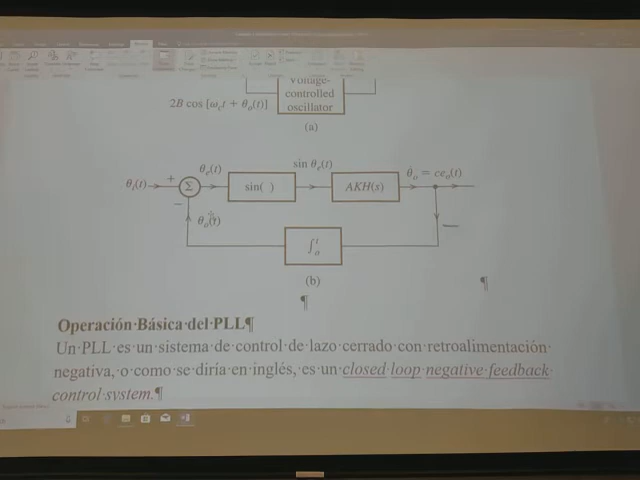 Voltage-
controlled
oscillator
2B cos [ωct + θo(t)]
(a)
θi(t)
+
Σ
−
θe(t)
sin( )
sin θe(t)
AKH(s)
θ̇o = ceo(t)
θo(t)
∫ot
(b)
¶
¶
Operación·Básica·del·PLL¶
Un·PLL·es·un·sistema·de·control·de·lazo·cerrado·con·retroalimentación·
negativa,·o·como·se·diría·en·inglés,·es·un·closed·loop·negative·feedback·
control·system.¶